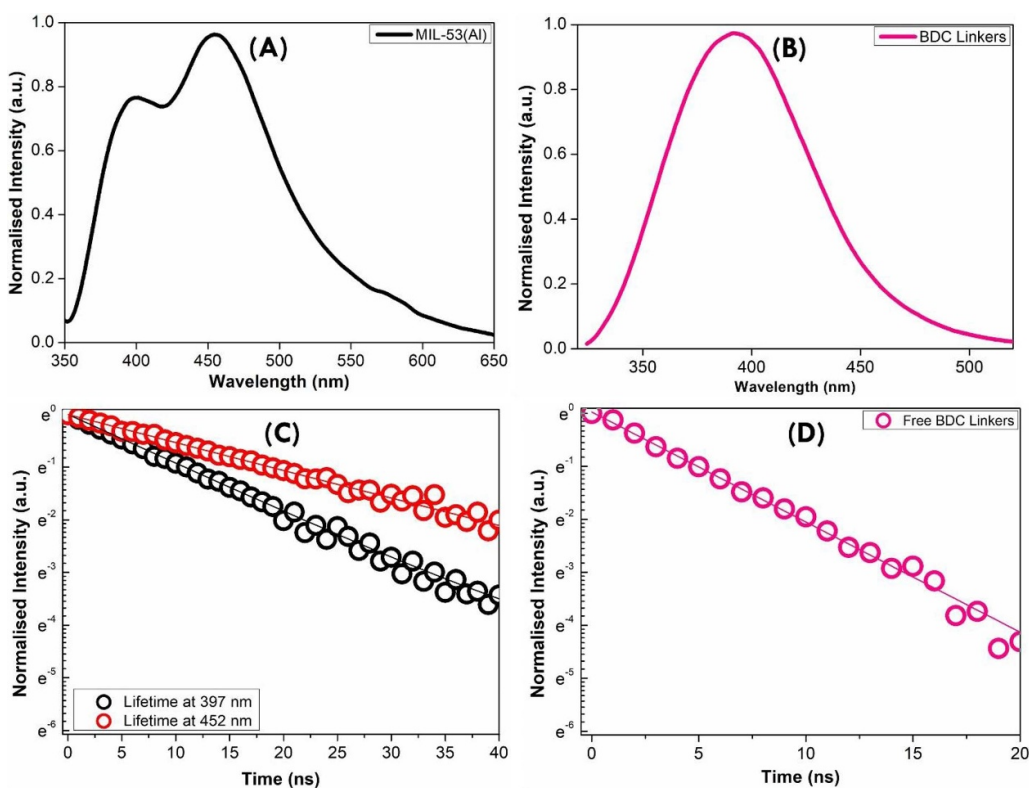 (A)
MIL-53(Al)
Normalised Intensity (a.u.)
1.0
0.8
0.6
0.4
0.2
0.0
350 400 450 500 550 600 650
Wavelength (nm)
(B)
BDC Linkers
Normalised Intensity (a.u.)
1.0
0.8
0.6
0.4
0.2
0.0
350 400 450 500
Wavelength (nm)
(C)
Normalised Intensity (a.u.)
e^0
e^-1
e^-2
e^-3
e^-4
e^-5
e^-6
Lifetime at 397 nm
Lifetime at 452 nm
0 5 10 15 20 25 30 35 40
Time (ns)
(D)
Free BDC Linkers
Normalised Intensity (a.u.)
e^0
e^-1
e^-2
e^-3
e^-4
e^-5
e^-6
0 5 10 15 20
Time (ns)